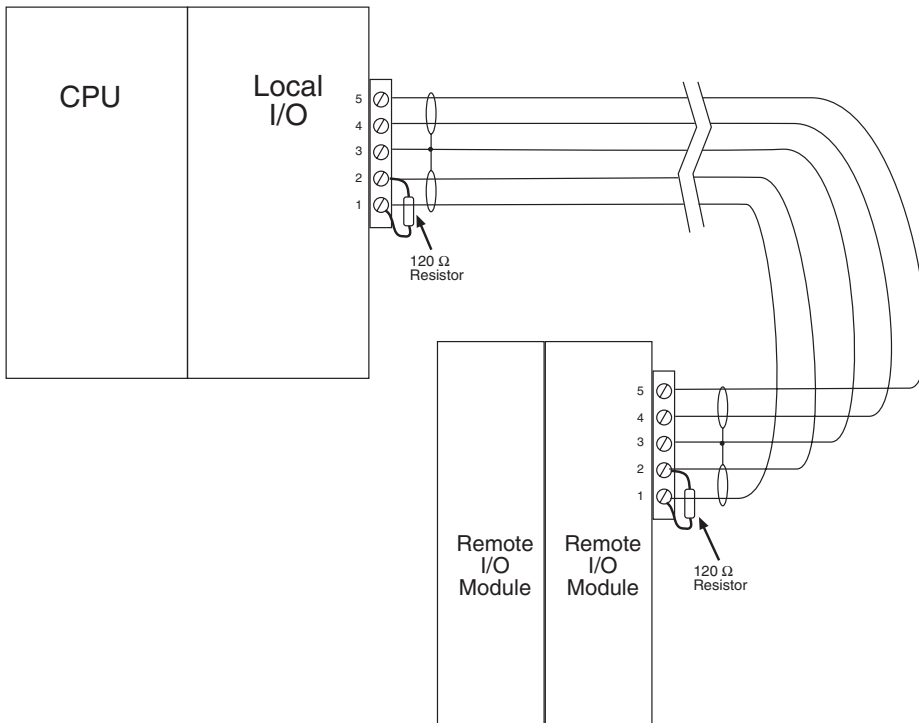 CPU
Local
I/O
5
4
3
2
1
120 Ω
Resistor
5
4
3
2
1
Remote
I/O
Module
Remote
I/O
Module
120 Ω
Resistor